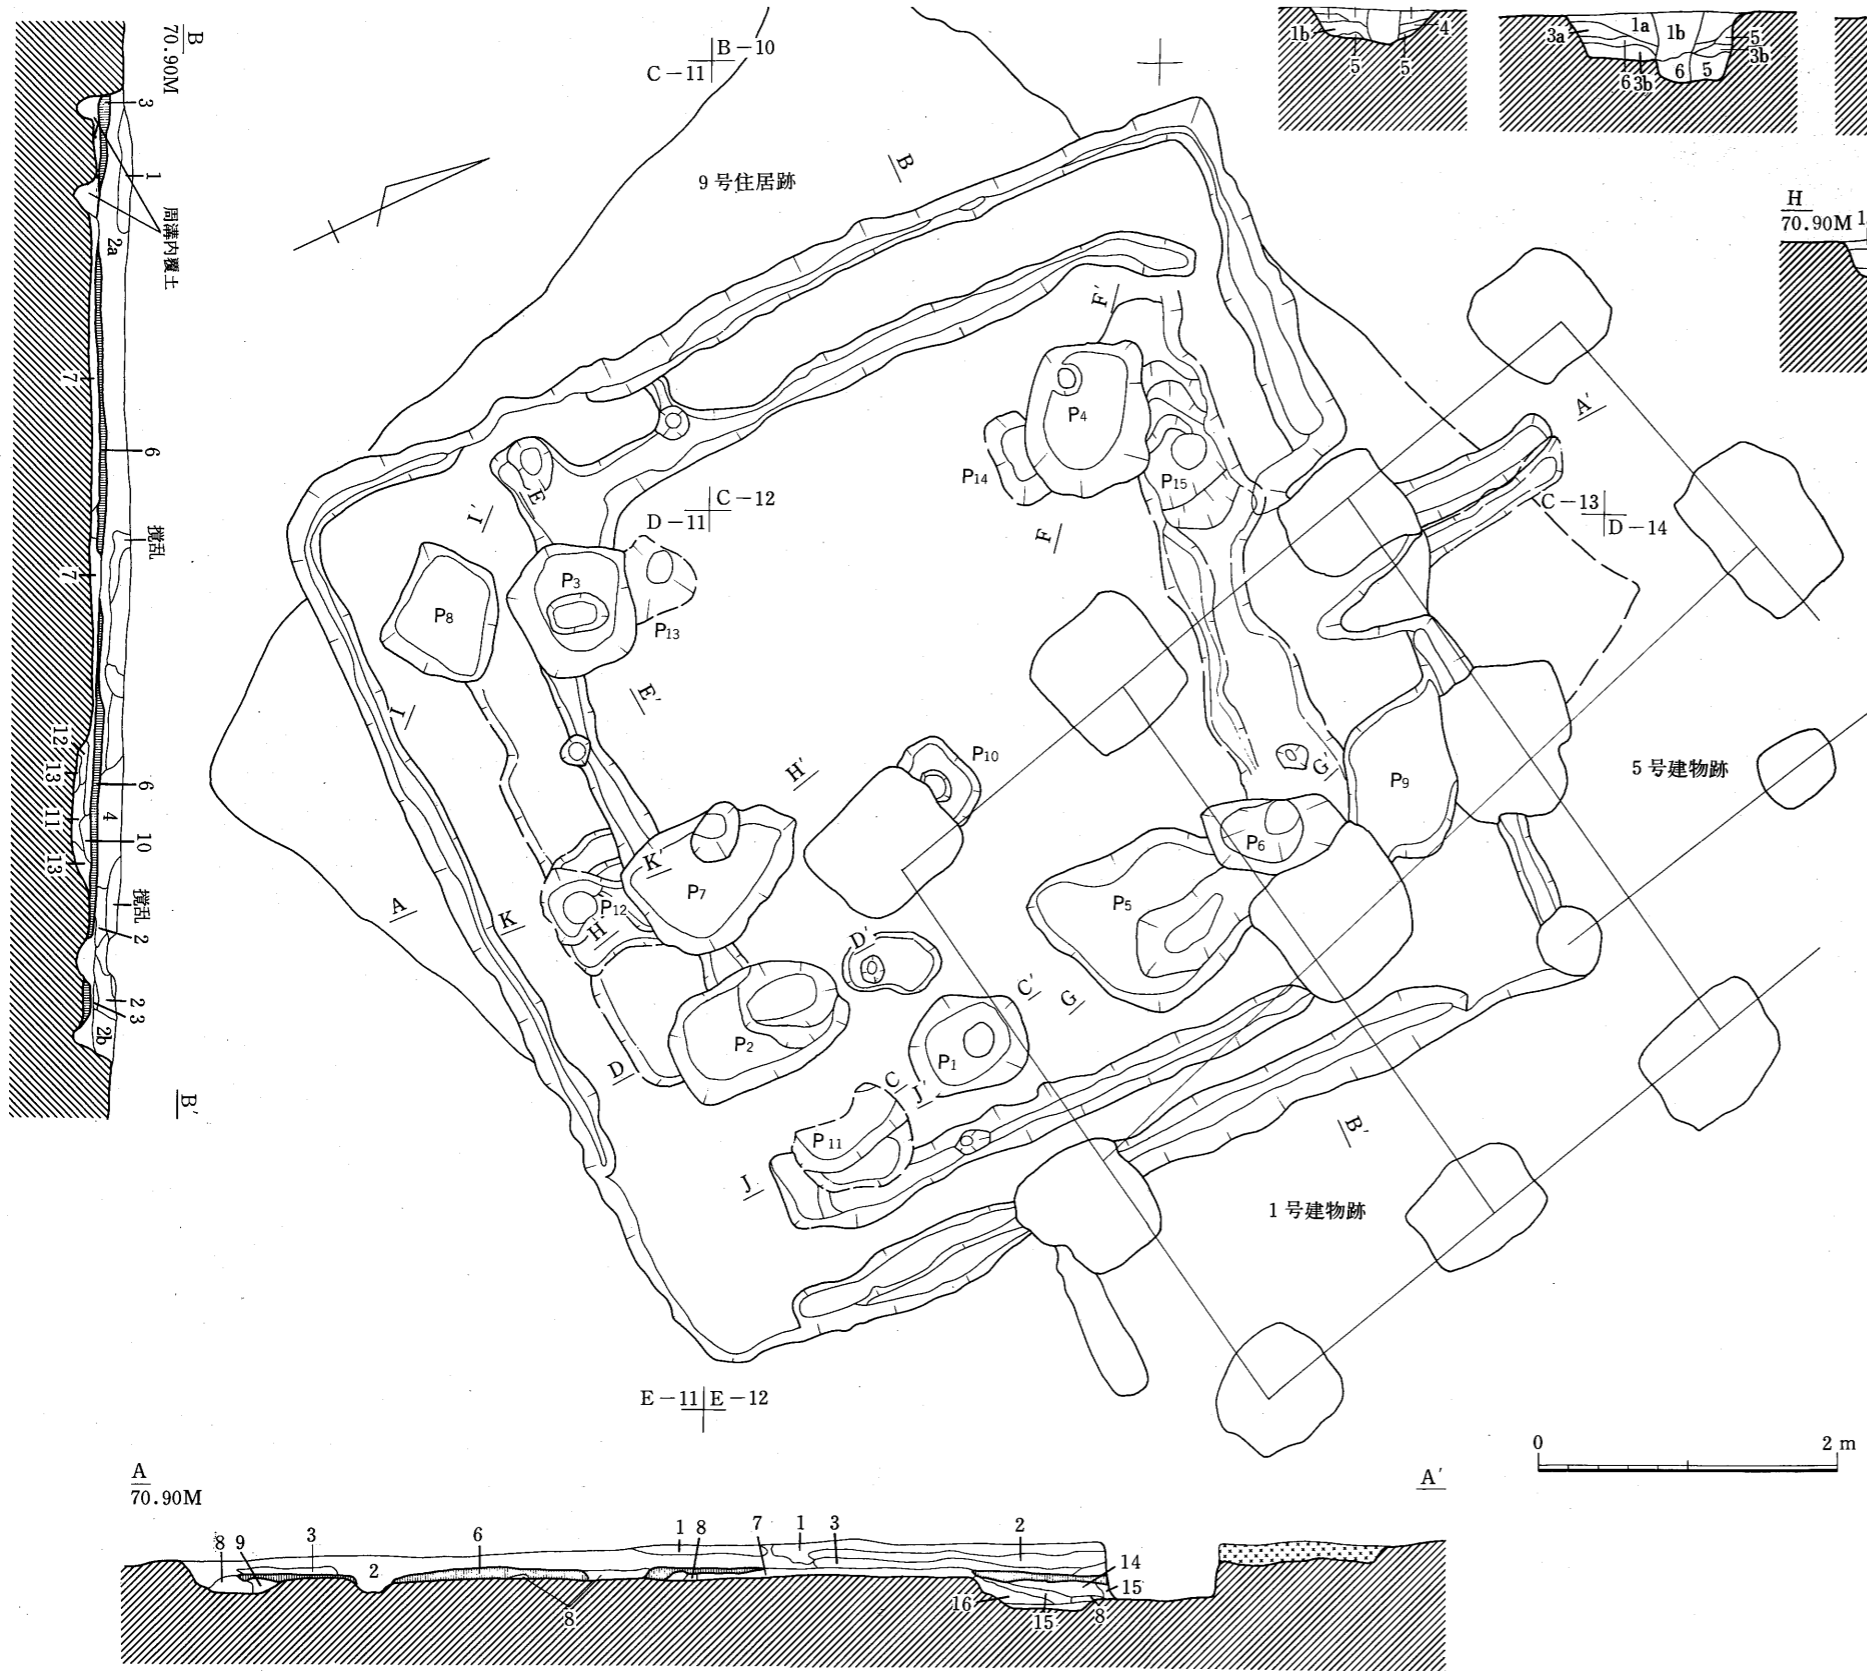 B
70.90M
3
1
周溝内覆土
2a
7
6
攪乱
7
12
13
6
11
4
10
13
攪乱
2
2 3
2b
B′
B－10
C－11
9号住居跡
B
1b
4
5
5
3a
1a
1b
5
3b
6
3b
6
5
H
70.90M
F′
A′
P4
P14
P15
C－12
D－11
C－13
D－14
E
I′
F
P3
P8
P13
E′
I
P10
H′
G′
P9
5号建物跡
P6
K′
P7
P5
A
K
P12
H
D′
C′
G
P2
P1
D
C
J′
P11
B′
J
1号建物跡
E－11
E－12
0
2 m
A
70.90M
A′
8
9
3
6
2
1
8
7
1
3
2
14
15
16
15
8
8